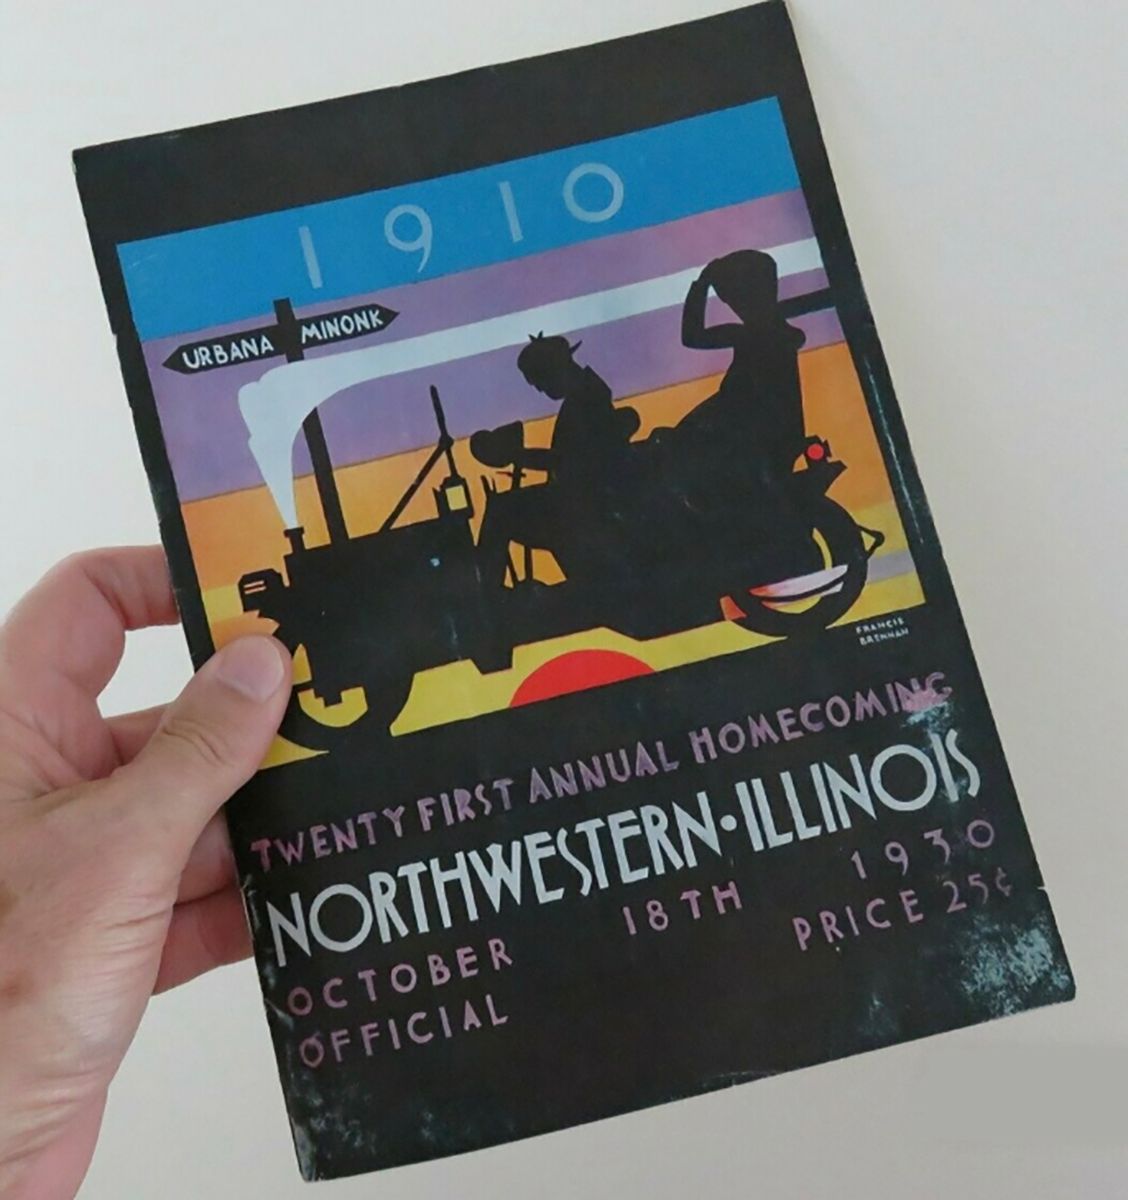 1910
URBANA MINONK
FRANCIS
BRENNAN
TWENTY FIRST ANNUAL HOMECOMING
NORTHWESTERN·ILLINOIS
OCTOBER 18TH 1930
OFFICIAL PRICE 25¢